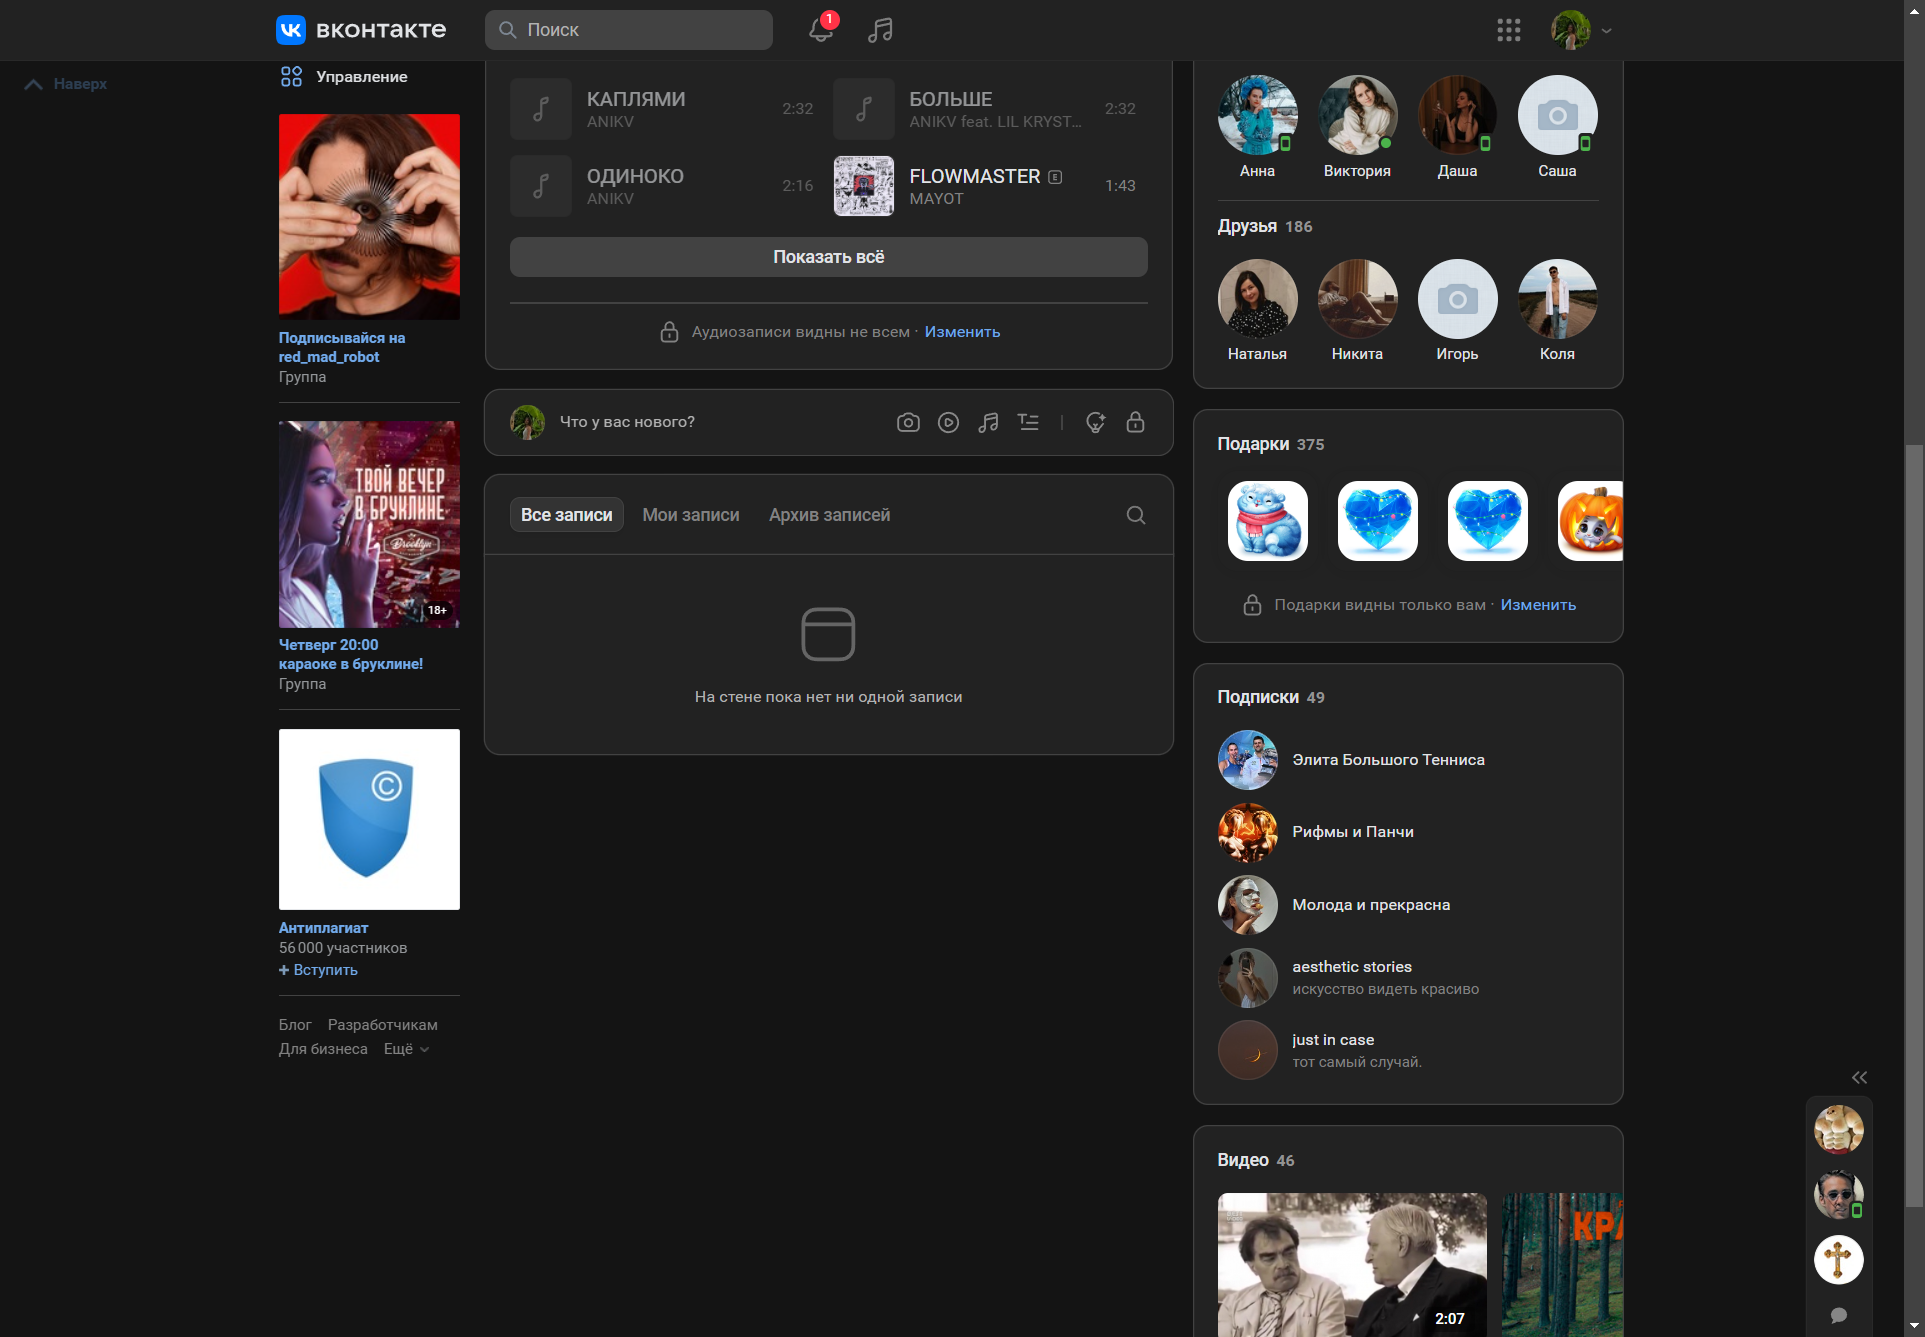 вконтакте
Поиск
1
Наверх
Управление
Подписывайся на
red_mad_robot
Группа
ТВОЙ ВЕЧЕР
В БРУКЛИНЕ
Brooklyn
18+
Четверг 20:00
караоке в бруклине!
Группа
Антиплагиат
56 000 участников
+ Вступить
Блог Разработчикам
Для бизнеса Ещё
КАПЛЯМИ
ANIKV
2:32
БОЛЬШЕ
ANIKV feat. LIL KRYST...
2:32
ОДИНОКО
ANIKV
2:16
FLOWMASTER E
MAYOT
1:43
Показать всё
Аудиозаписи видны не всем · Изменить
Что у вас нового?
Все записи Мои записи Архив записей
На стене пока нет ни одной записи
Анна Виктория Даша Саша
Друзья 186
Наталья Никита Игорь Коля
Подарки 375
Подарки видны только вам · Изменить
Подписки 49
Элита Большого Тенниса
Рифмы и Панчи
Молода и прекрасна
aesthetic stories
искусство видеть красиво
just in case
тот самый случай.
Видео 46
2:07
КРА